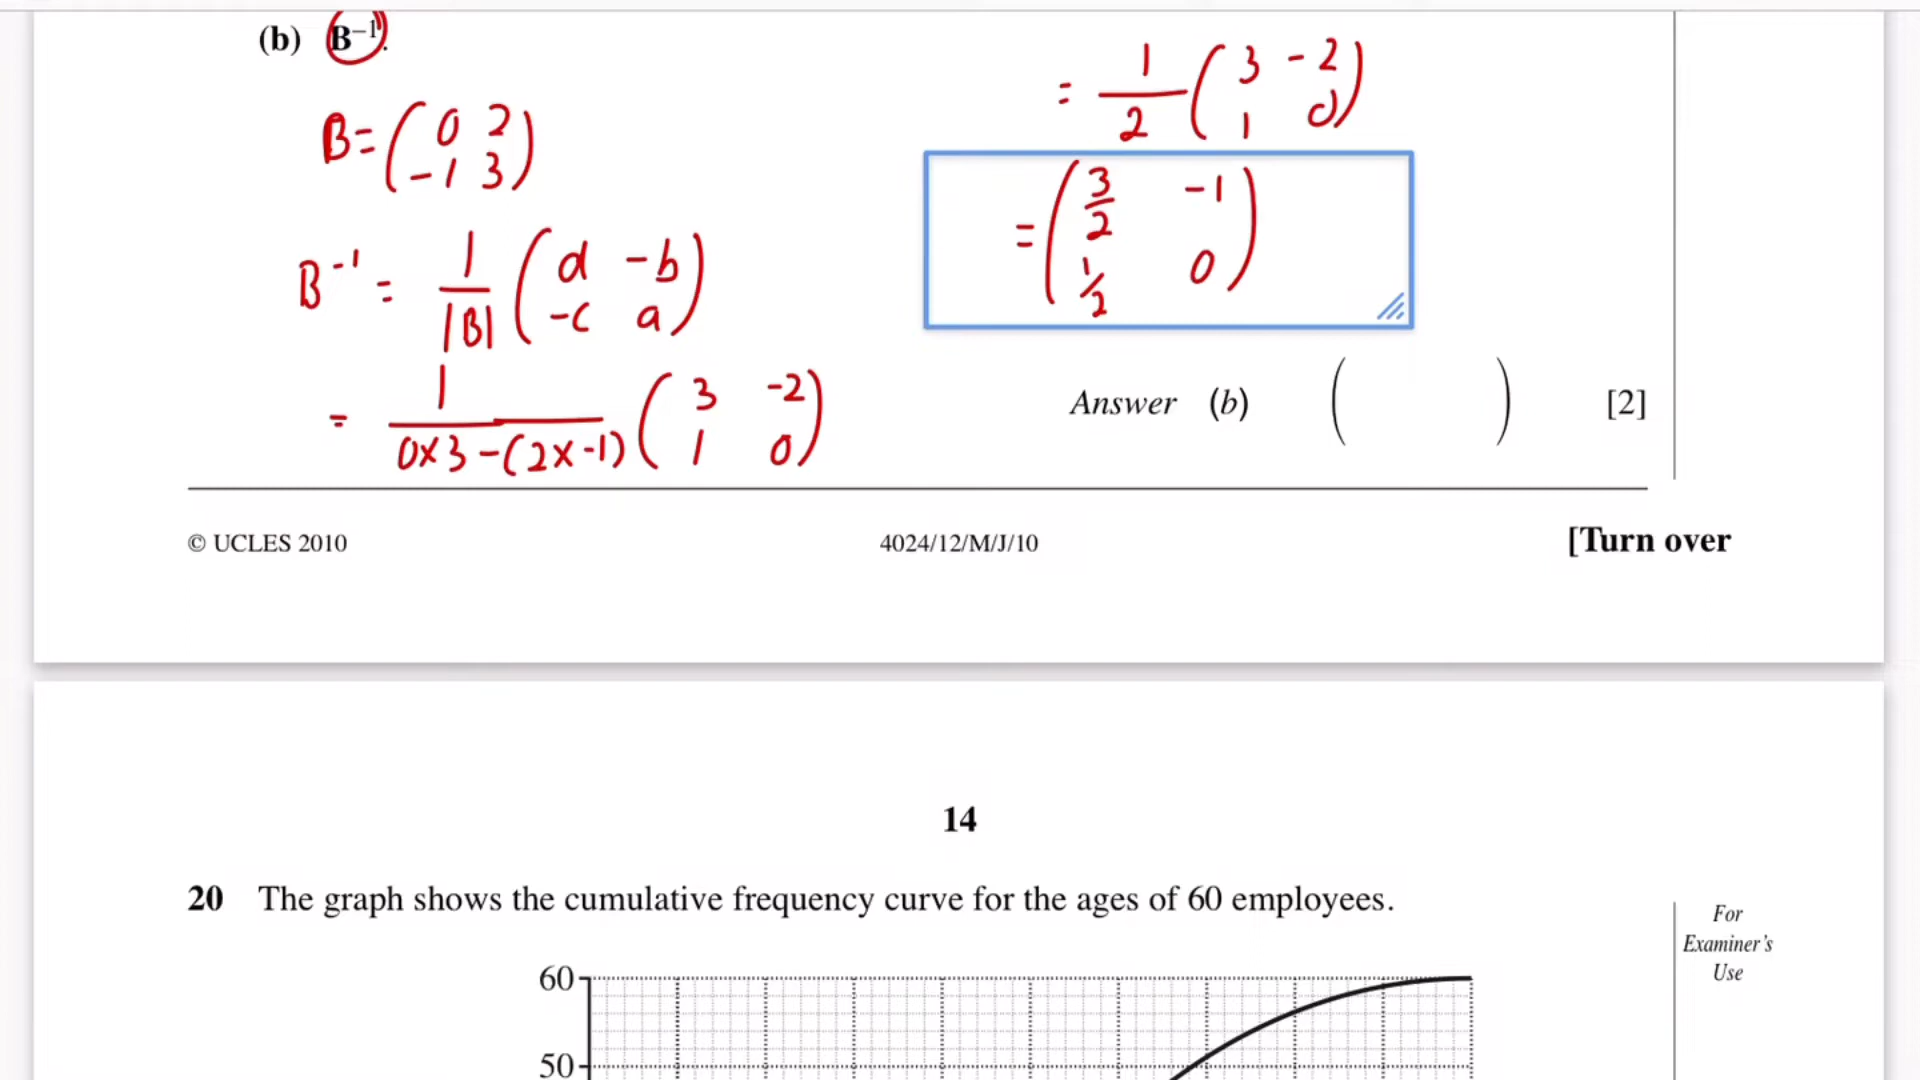 (b) B⁻¹.
B = ( 0 2
-1 3 )
B⁻¹ = 1/|B| ( d -b
-c a )
= 1/(0×3-(2×-1)) ( 3 -2
1 0 )
= 1/2 ( 3 -2
1 0 )
= ( 3/2 -1
1/2 0 )
Answer (b) ( ) [2]
© UCLES 2010 4024/12/M/J/10 [Turn over
14
20 The graph shows the cumulative frequency curve for the ages of 60 employees.
For
Examiner's
Use
60
50